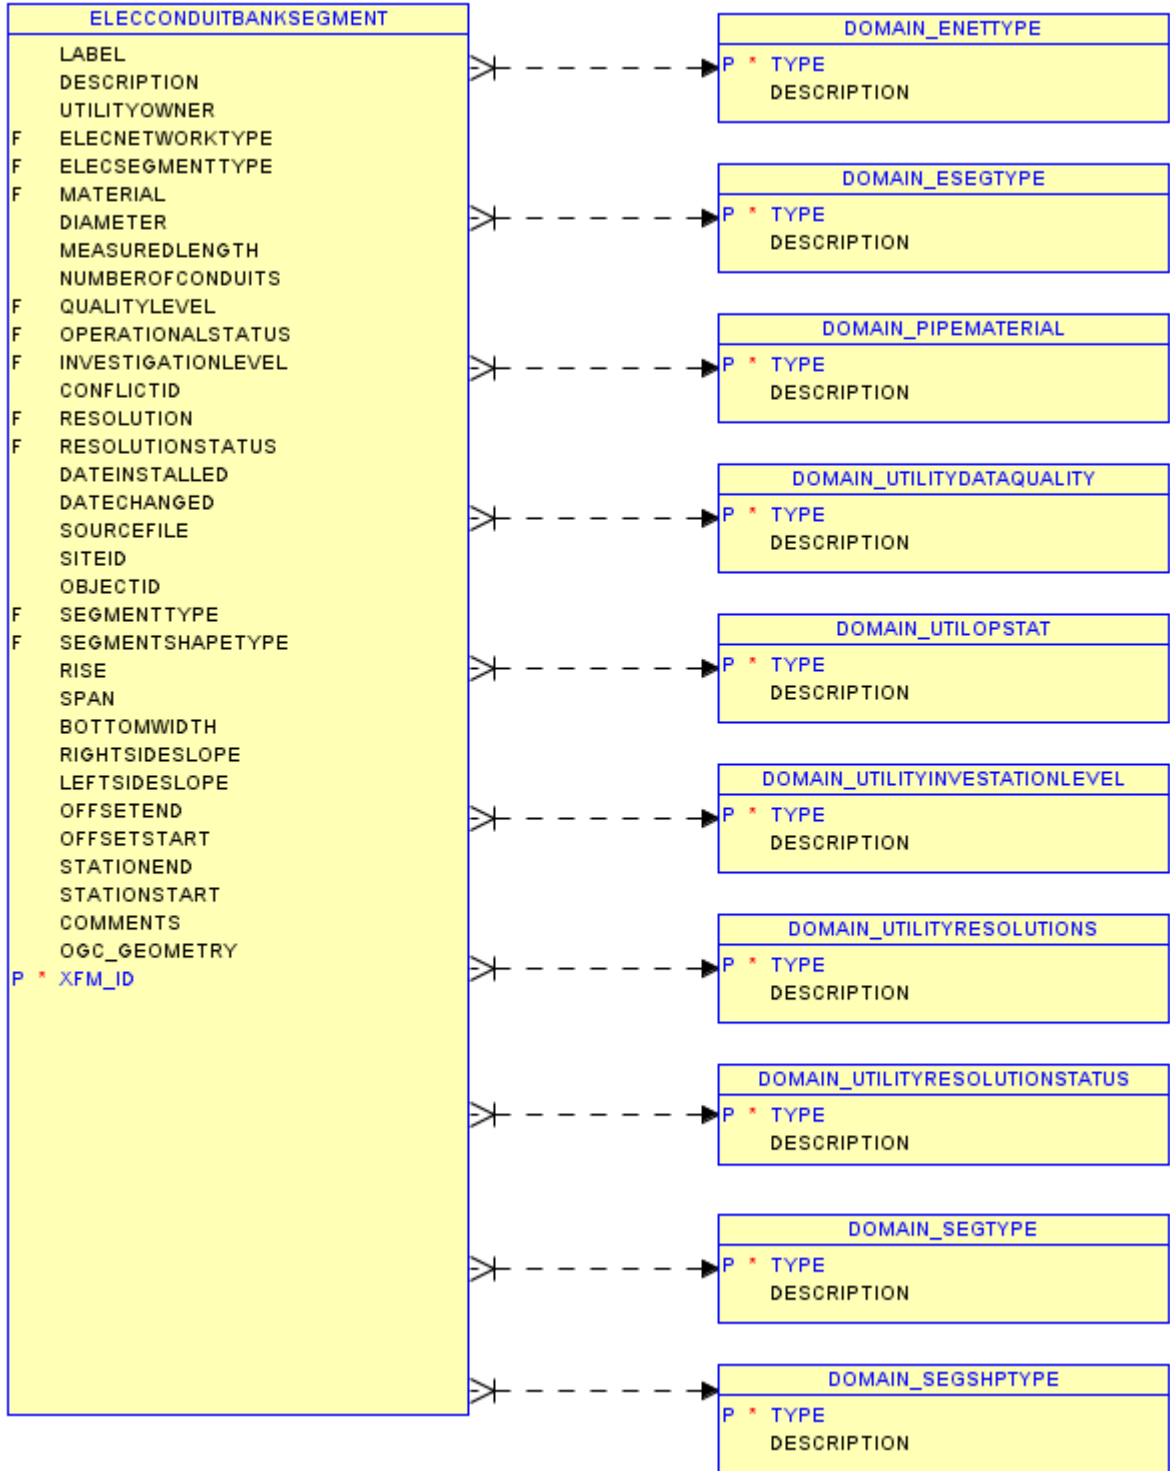 ELECCONDUITBANKSEGMENT
LABEL
DESCRIPTION
UTILITYOWNER
F ELECNETWORKTYPE
F ELECSEGMENTTYPE
F MATERIAL
DIAMETER
MEASUREDLENGTH
NUMBEROFCONDUITS
F QUALITYLEVEL
F OPERATIONALSTATUS
F INVESTIGATIONLEVEL
CONFLICTID
F RESOLUTION
F RESOLUTIONSTATUS
DATEINSTALLED
DATECHANGED
SOURCEFILE
SITEID
OBJECTID
F SEGMENTTYPE
F SEGMENTSHAPETYPE
RISE
SPAN
BOTTOMWIDTH
RIGHTSIDESLOPE
LEFTSIDESLOPE
OFFSETEND
OFFSETSTART
STATIONEND
STATIONSTART
COMMENTS
OGC_GEOMETRY
P * XFM_ID
DOMAIN_ENETTYPE
P * TYPE
DESCRIPTION
DOMAIN_ESEGTYPE
P * TYPE
DESCRIPTION
DOMAIN_PIPEMATERIAL
P * TYPE
DESCRIPTION
DOMAIN_UTILITYDATAQUALITY
P * TYPE
DESCRIPTION
DOMAIN_UTILOPSTAT
P * TYPE
DESCRIPTION
DOMAIN_UTILITYINVESTATIONLEVEL
P * TYPE
DESCRIPTION
DOMAIN_UTILITYRESOLUTIONS
P * TYPE
DESCRIPTION
DOMAIN_UTILITYRESOLUTIONSTATUS
P * TYPE
DESCRIPTION
DOMAIN_SEGTYPE
P * TYPE
DESCRIPTION
DOMAIN_SEGSHPTYPE
P * TYPE
DESCRIPTION